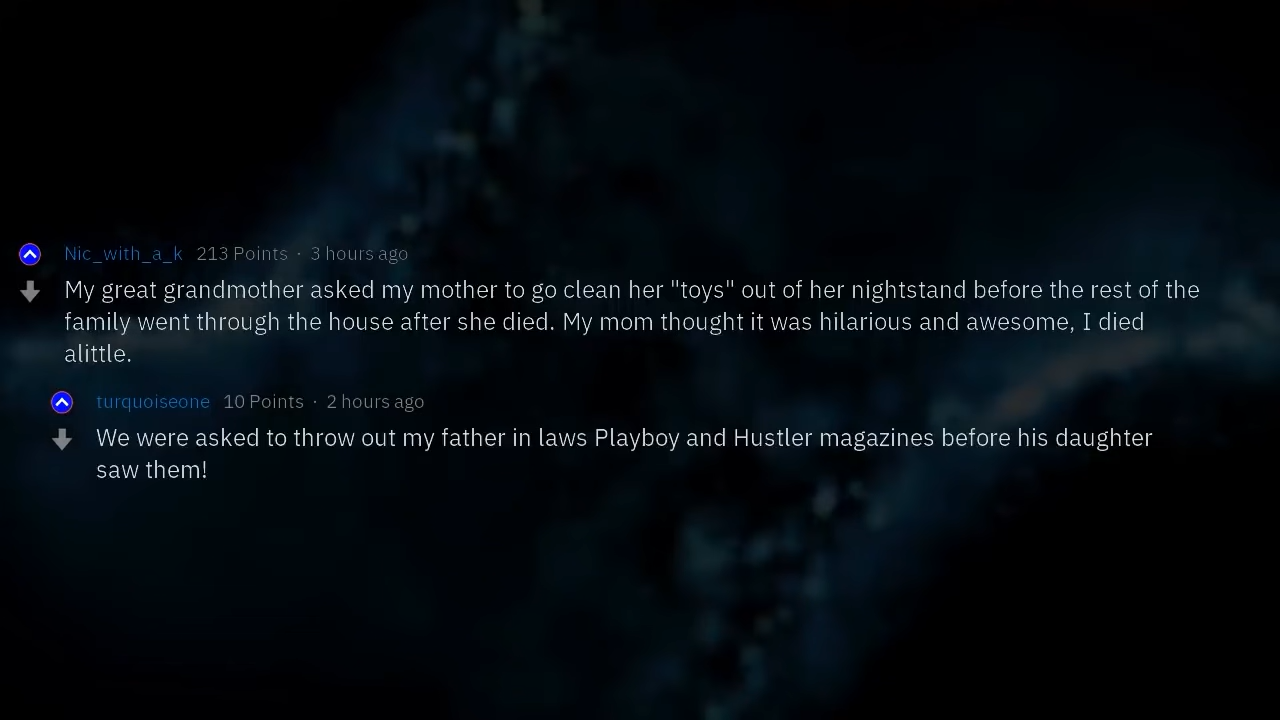 Nic_with_a_k 213 Points · 3 hours ago
My great grandmother asked my mother to go clean her "toys" out of her nightstand before the rest of the
family went through the house after she died. My mom thought it was hilarious and awesome, I died
alittle.
turquoiseone 10 Points · 2 hours ago
We were asked to throw out my father in laws Playboy and Hustler magazines before his daughter
saw them!